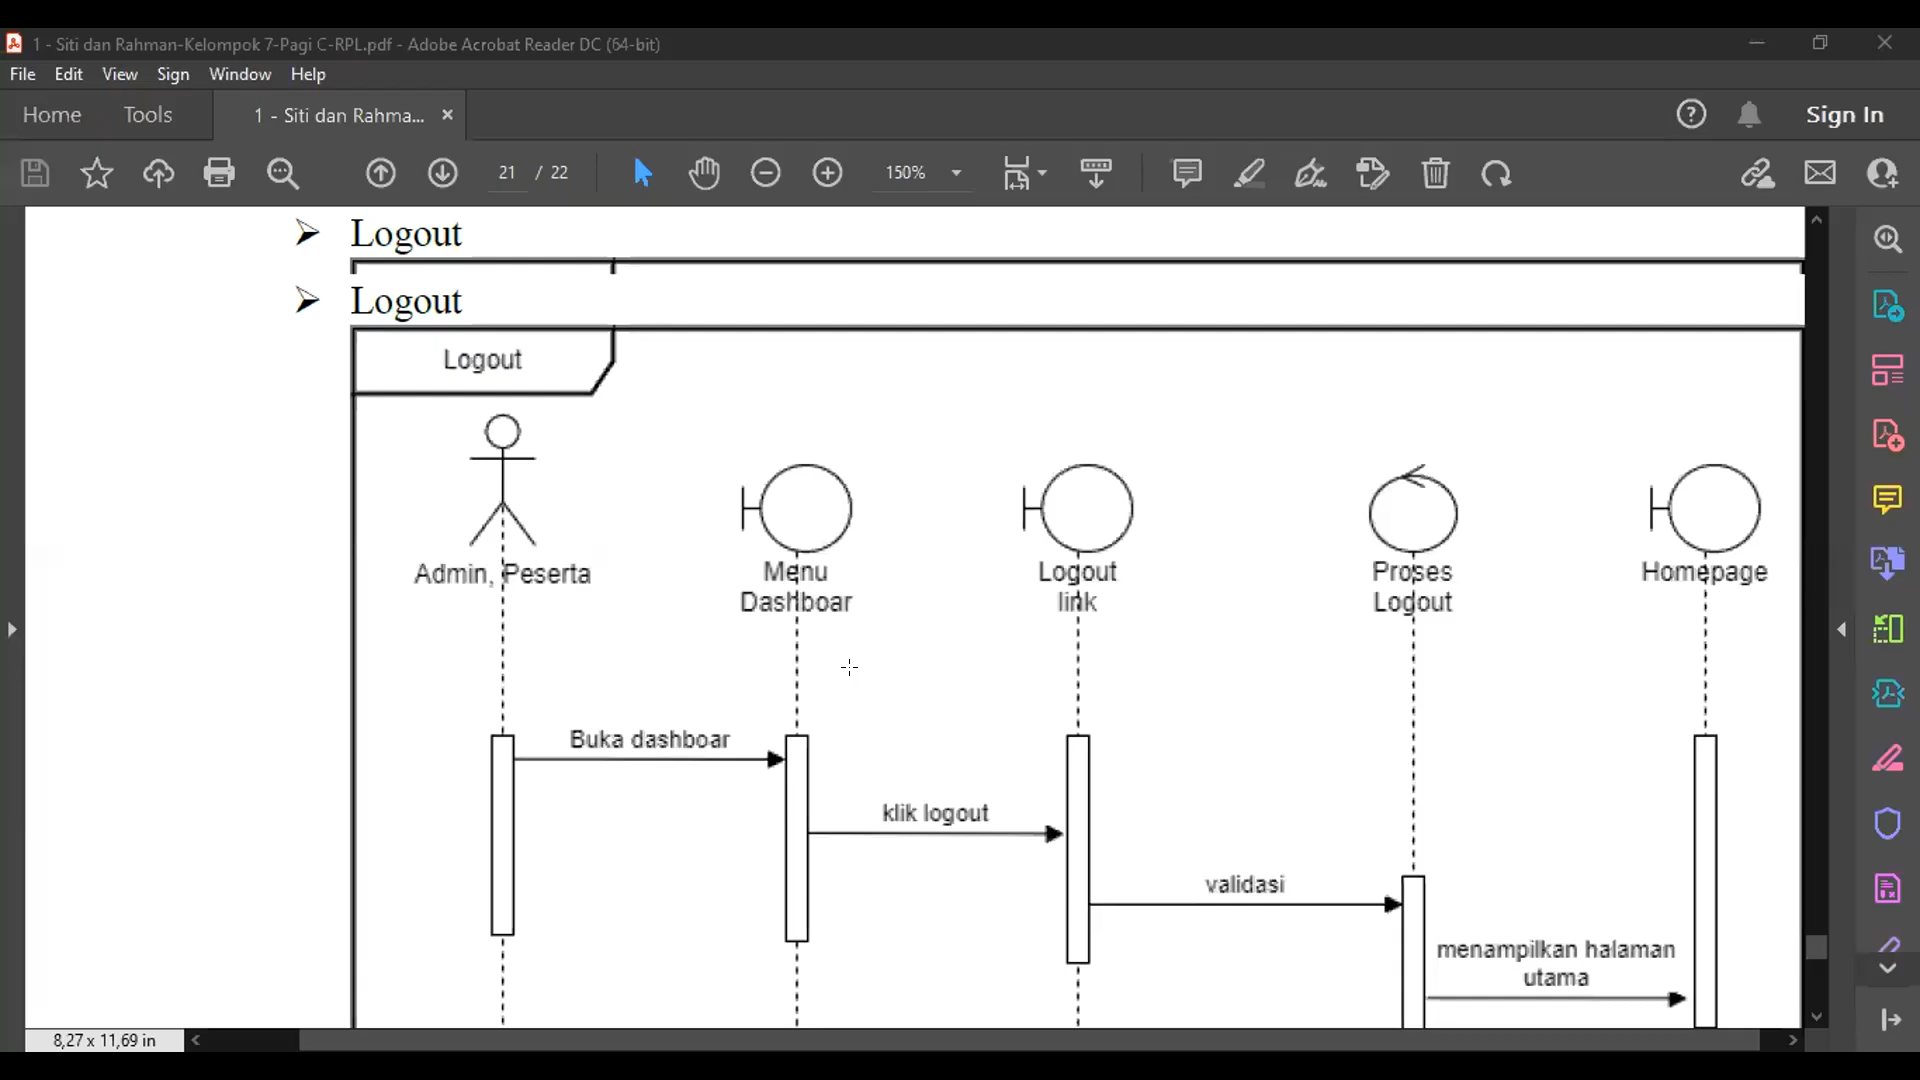 1 - Siti dan Rahman-Kelompok 7-Pagi C-RPL.pdf - Adobe Acrobat Reader DC (64-bit)
File Edit View Sign Window Help
Home Tools 1 - Siti dan Rahma... × Sign In
21 / 22 150%
➢ Logout
➢ Logout
Logout
Admin, Peserta
Menu
Dashboar
Logout
link
Proses
Logout
Homepage
Buka dashboar
klik logout
validasi
menampilkan halaman
utama
8,27 x 11,69 in